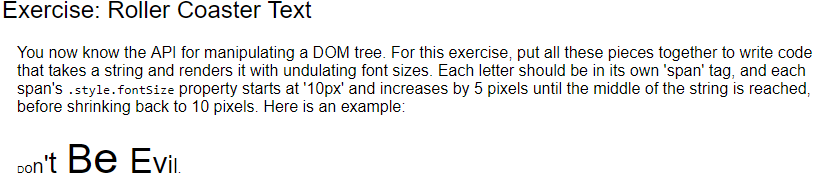 Exercise: Roller Coaster Text
You now know the API for manipulating a DOM tree. For this exercise, put all these pieces together to write code
that takes a string and renders it with undulating font sizes. Each letter should be in its own 'span' tag, and each
span's .style.fontSize property starts at '10px' and increases by 5 pixels until the middle of the string is reached,
before shrinking back to 10 pixels. Here is an example:
Don't Be Evil.